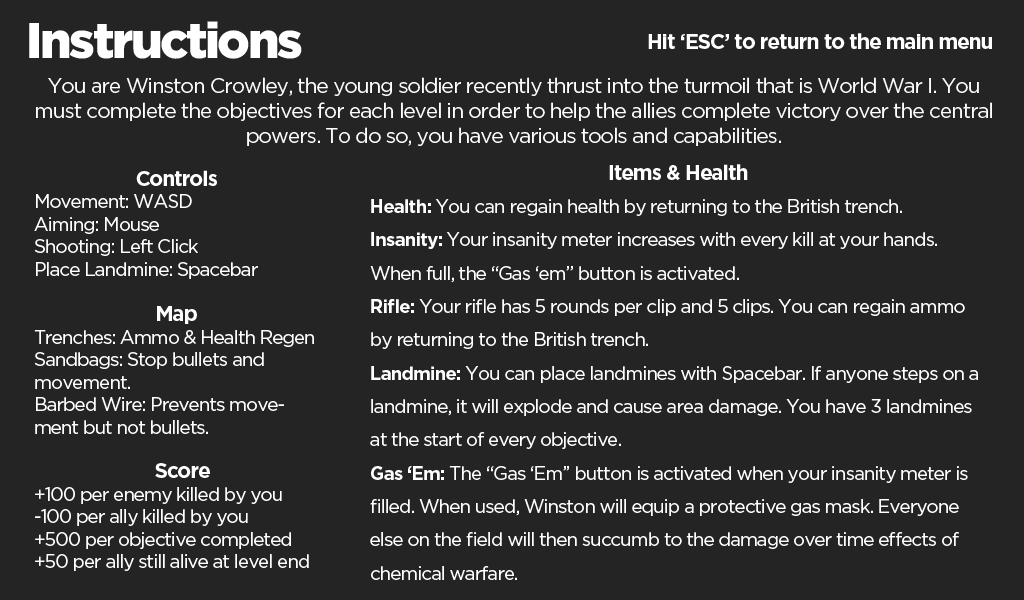 Instructions
Hit ‘ESC’ to return to the main menu
You are Winston Crowley, the young soldier recently thrust into the turmoil that is World War I. You
must complete the objectives for each level in order to help the allies complete victory over the central
powers. To do so, you have various tools and capabilities.
Controls
Movement: WASD
Aiming: Mouse
Shooting: Left Click
Place Landmine: Spacebar
Map
Trenches: Ammo & Health Regen
Sandbags: Stop bullets and
movement.
Barbed Wire: Prevents move-
ment but not bullets.
Score
+100 per enemy killed by you
-100 per ally killed by you
+500 per objective completed
+50 per ally still alive at level end
Items & Health
Health: You can regain health by returning to the British trench.
Insanity: Your insanity meter increases with every kill at your hands.
When full, the “Gas ‘em” button is activated.
Rifle: Your rifle has 5 rounds per clip and 5 clips. You can regain ammo
by returning to the British trench.
Landmine: You can place landmines with Spacebar. If anyone steps on a
landmine, it will explode and cause area damage. You have 3 landmines
at the start of every objective.
Gas ‘Em: The “Gas ‘Em” button is activated when your insanity meter is
filled. When used, Winston will equip a protective gas mask. Everyone
else on the field will then succumb to the damage over time effects of
chemical warfare.